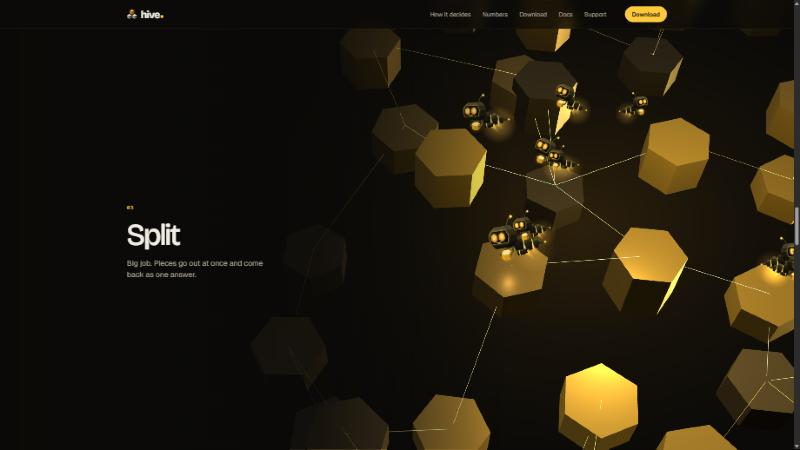 hive.
How it decides
Numbers
Download
Docs
Support
Download
03
Split
Big job. Pieces go out at once and come
back as one answer.